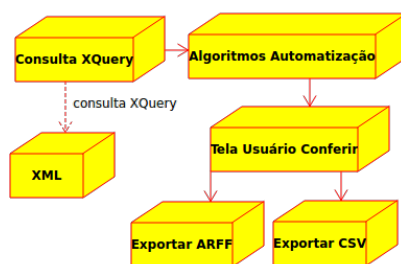 Consulta XQuery
Algoritmos Automatização
consulta XQuery
Tela Usuário Conferir
XML
Exportar ARFF
Exportar CSV